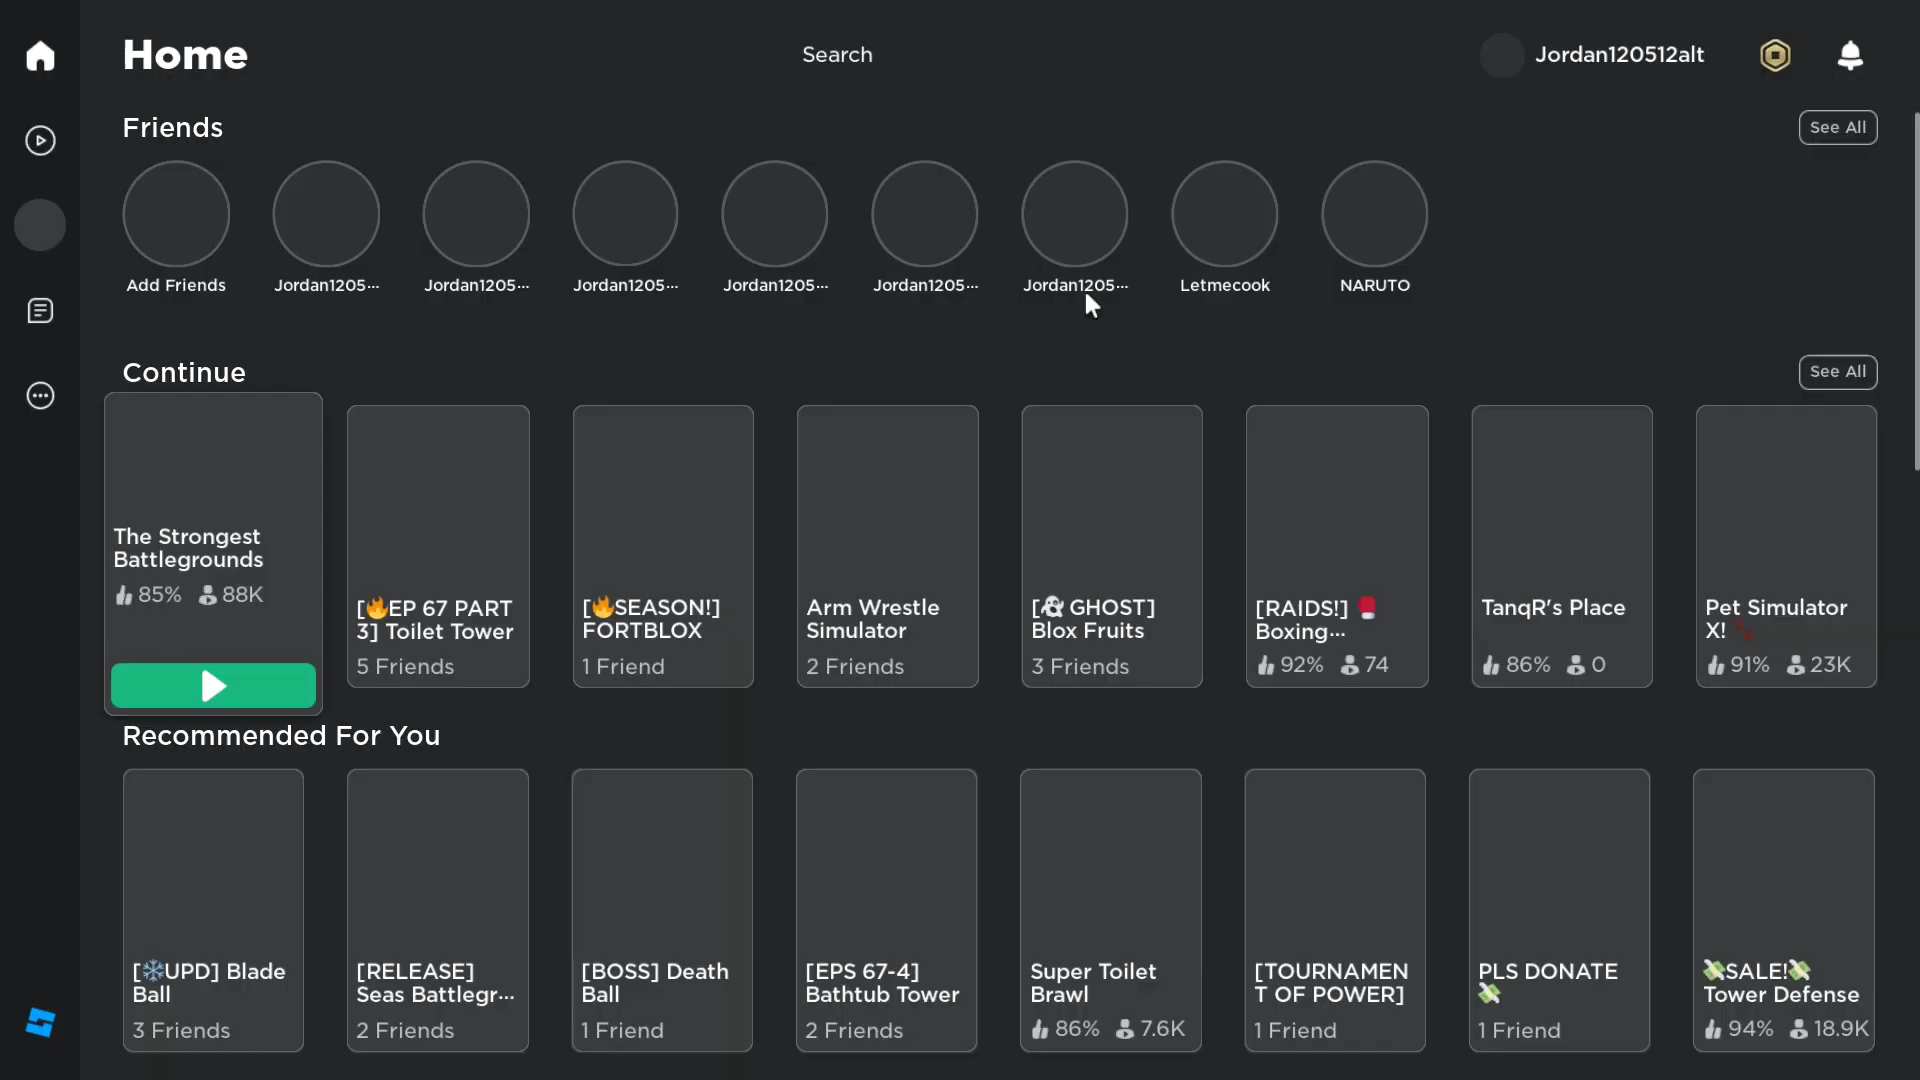 Home
Search
Jordan120512alt
Friends
See All
Add Friends
Jordan1205...
Jordan1205...
Jordan1205...
Jordan1205...
Jordan1205...
Jordan1205...
Letmecook
NARUTO
Continue
See All
The Strongest
Battlegrounds
85% 88K
[🔥EP 67 PART
3] Toilet Tower
5 Friends
[🔥SEASON!]
FORTBLOX
1 Friend
Arm Wrestle
Simulator
2 Friends
[👻 GHOST]
Blox Fruits
3 Friends
[RAIDS!] 🥊
Boxing...
92% 74
TanqR's Place
86% 0
Pet Simulator
X!
91% 23K
Recommended For You
[❄️UPD] Blade
Ball
3 Friends
[RELEASE]
Seas Battlegr...
2 Friends
[BOSS] Death
Ball
1 Friend
[EPS 67-4]
Bathtub Tower
2 Friends
Super Toilet
Brawl
86% 7.6K
[TOURNAMEN
T OF POWER]
1 Friend
PLS DONATE
💸
1 Friend
💸SALE!💸
Tower Defense
94% 18.9K